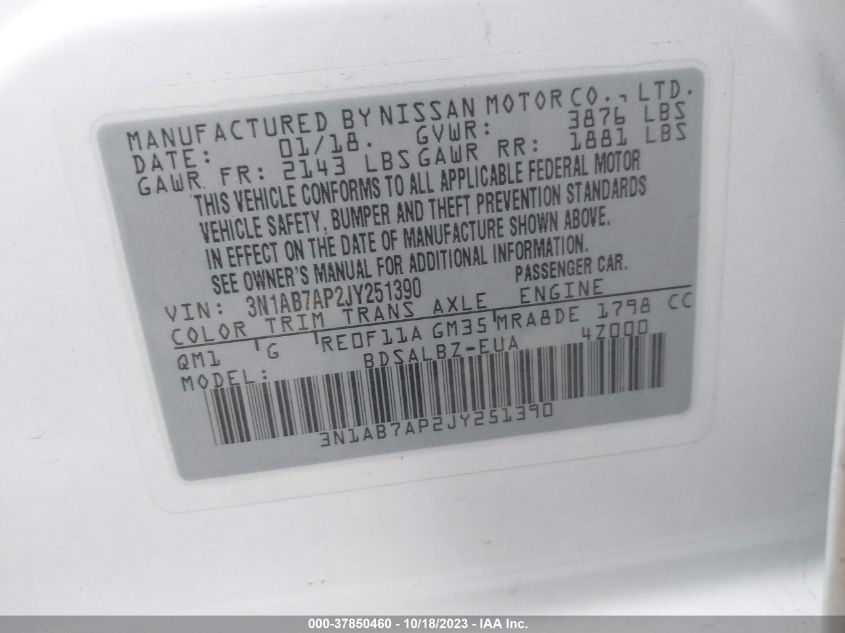 MANUFACTURED BY NISSAN MOTOR CO., LTD.
DATE: 01/18. GVWR: 3876 LBS
GAWR FR: 2143 LBS GAWR RR: 1881 LBS
THIS VEHICLE CONFORMS TO ALL APPLICABLE FEDERAL MOTOR
VEHICLE SAFETY, BUMPER AND THEFT PREVENTION STANDARDS
IN EFFECT ON THE DATE OF MANUFACTURE SHOWN ABOVE.
SEE OWNER'S MANUAL FOR ADDITIONAL INFORMATION.
PASSENGER CAR.
VIN: 3N1AB7AP2JY251390
COLOR TRIM TRANS AXLE ENGINE
QM1 G RE0F11A GM35 MRA8DE 1798 CC
MODEL: BDSALBZ-EUA 4Z000
3N1AB7AP2JY251390
000-37850460 - 10/18/2023 - IAA Inc.